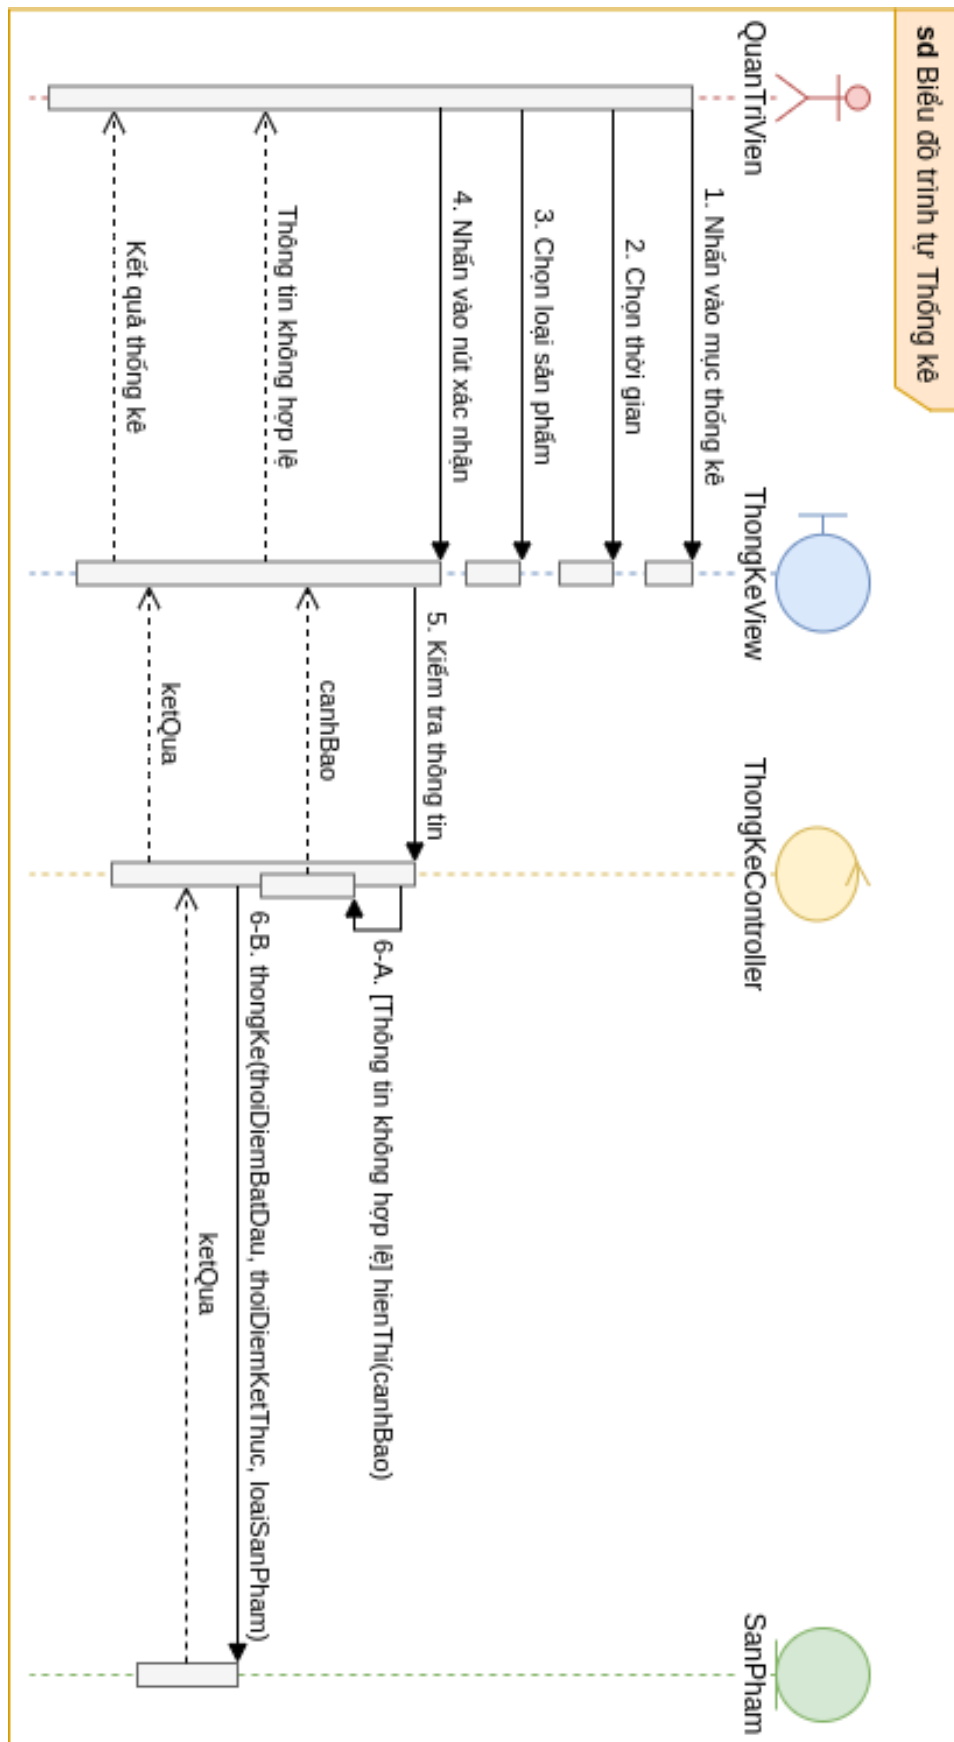 sd Biểu đồ trình tự Thống kê
QuanTriVien
ThongKeView
ThongKeController
SanPham
1. Nhấn vào mục thống kê
2. Chọn thời gian
3. Chọn loại sản phẩm
4. Nhấn vào nút xác nhận
5. Kiểm tra thông tin
6-A. [Thông tin không hợp lệ] hienThi(canhBao)
canhBao
Thông tin không hợp lệ
6-B. thongKe(thoiDiemBatDau, thoiDiemKetThuc, loaiSanPham)
ketQua
ketQua
Kết quả thống kê